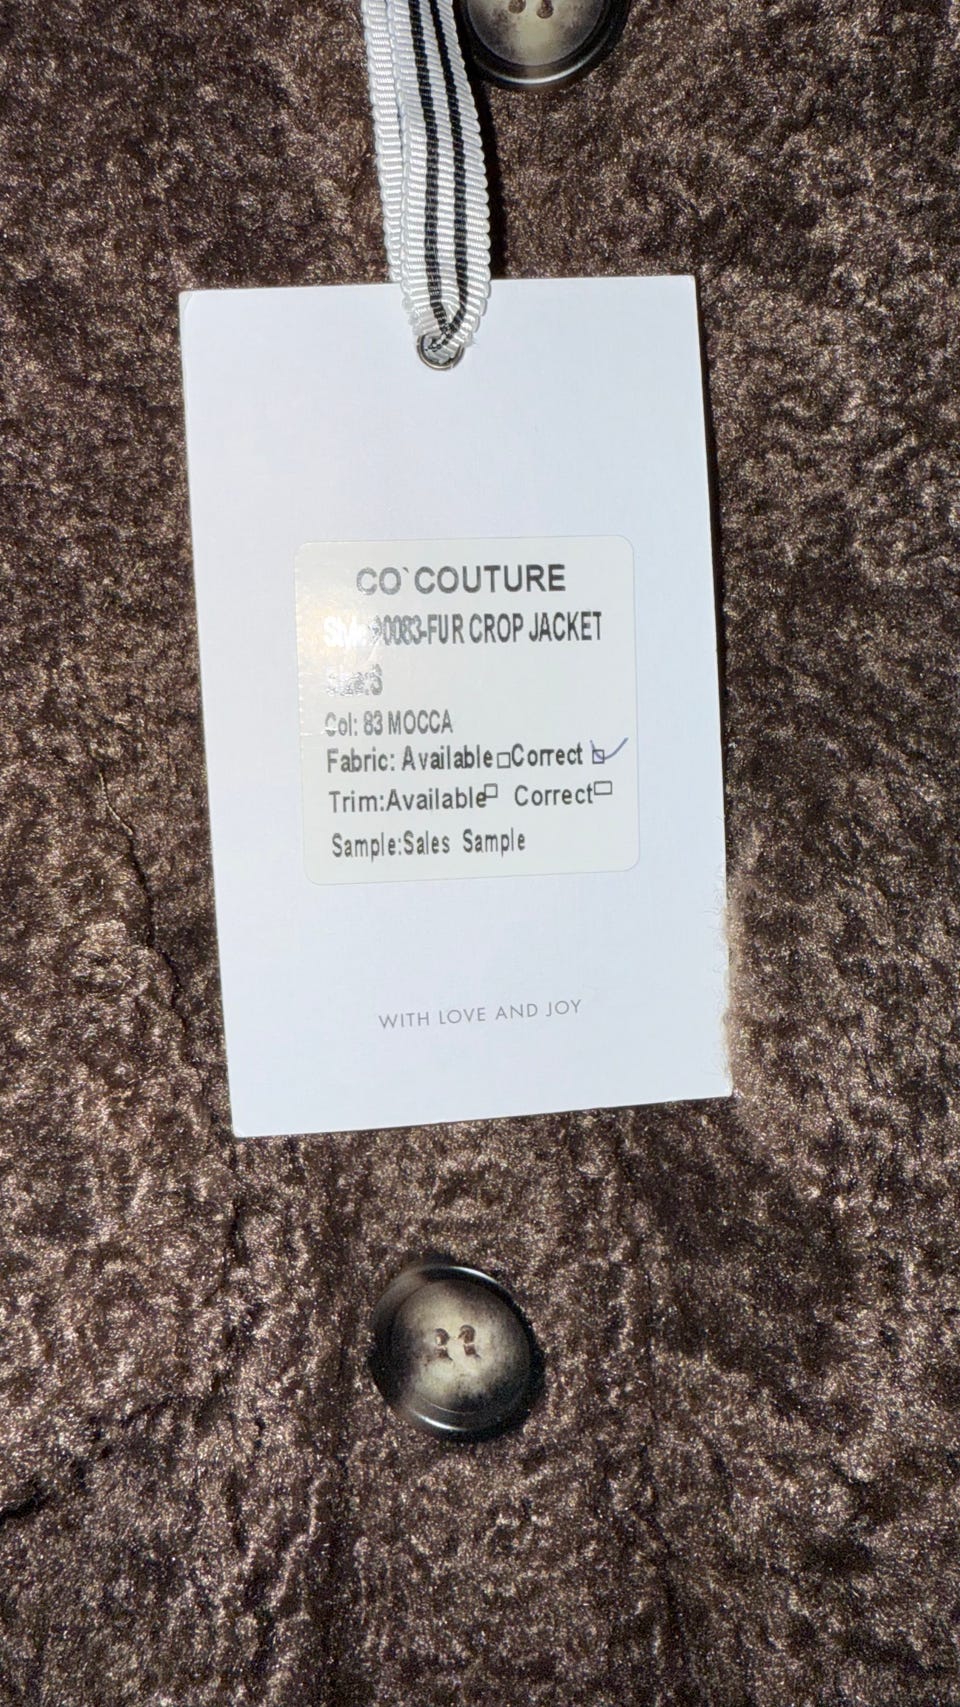 CO`COUTURE
FUR CROP JACKET
Col: 83 MOCCA
Fabric: Available □Correct □
Trim:Available□ Correct□
Sample:Sales Sample
WITH LOVE AND JOY